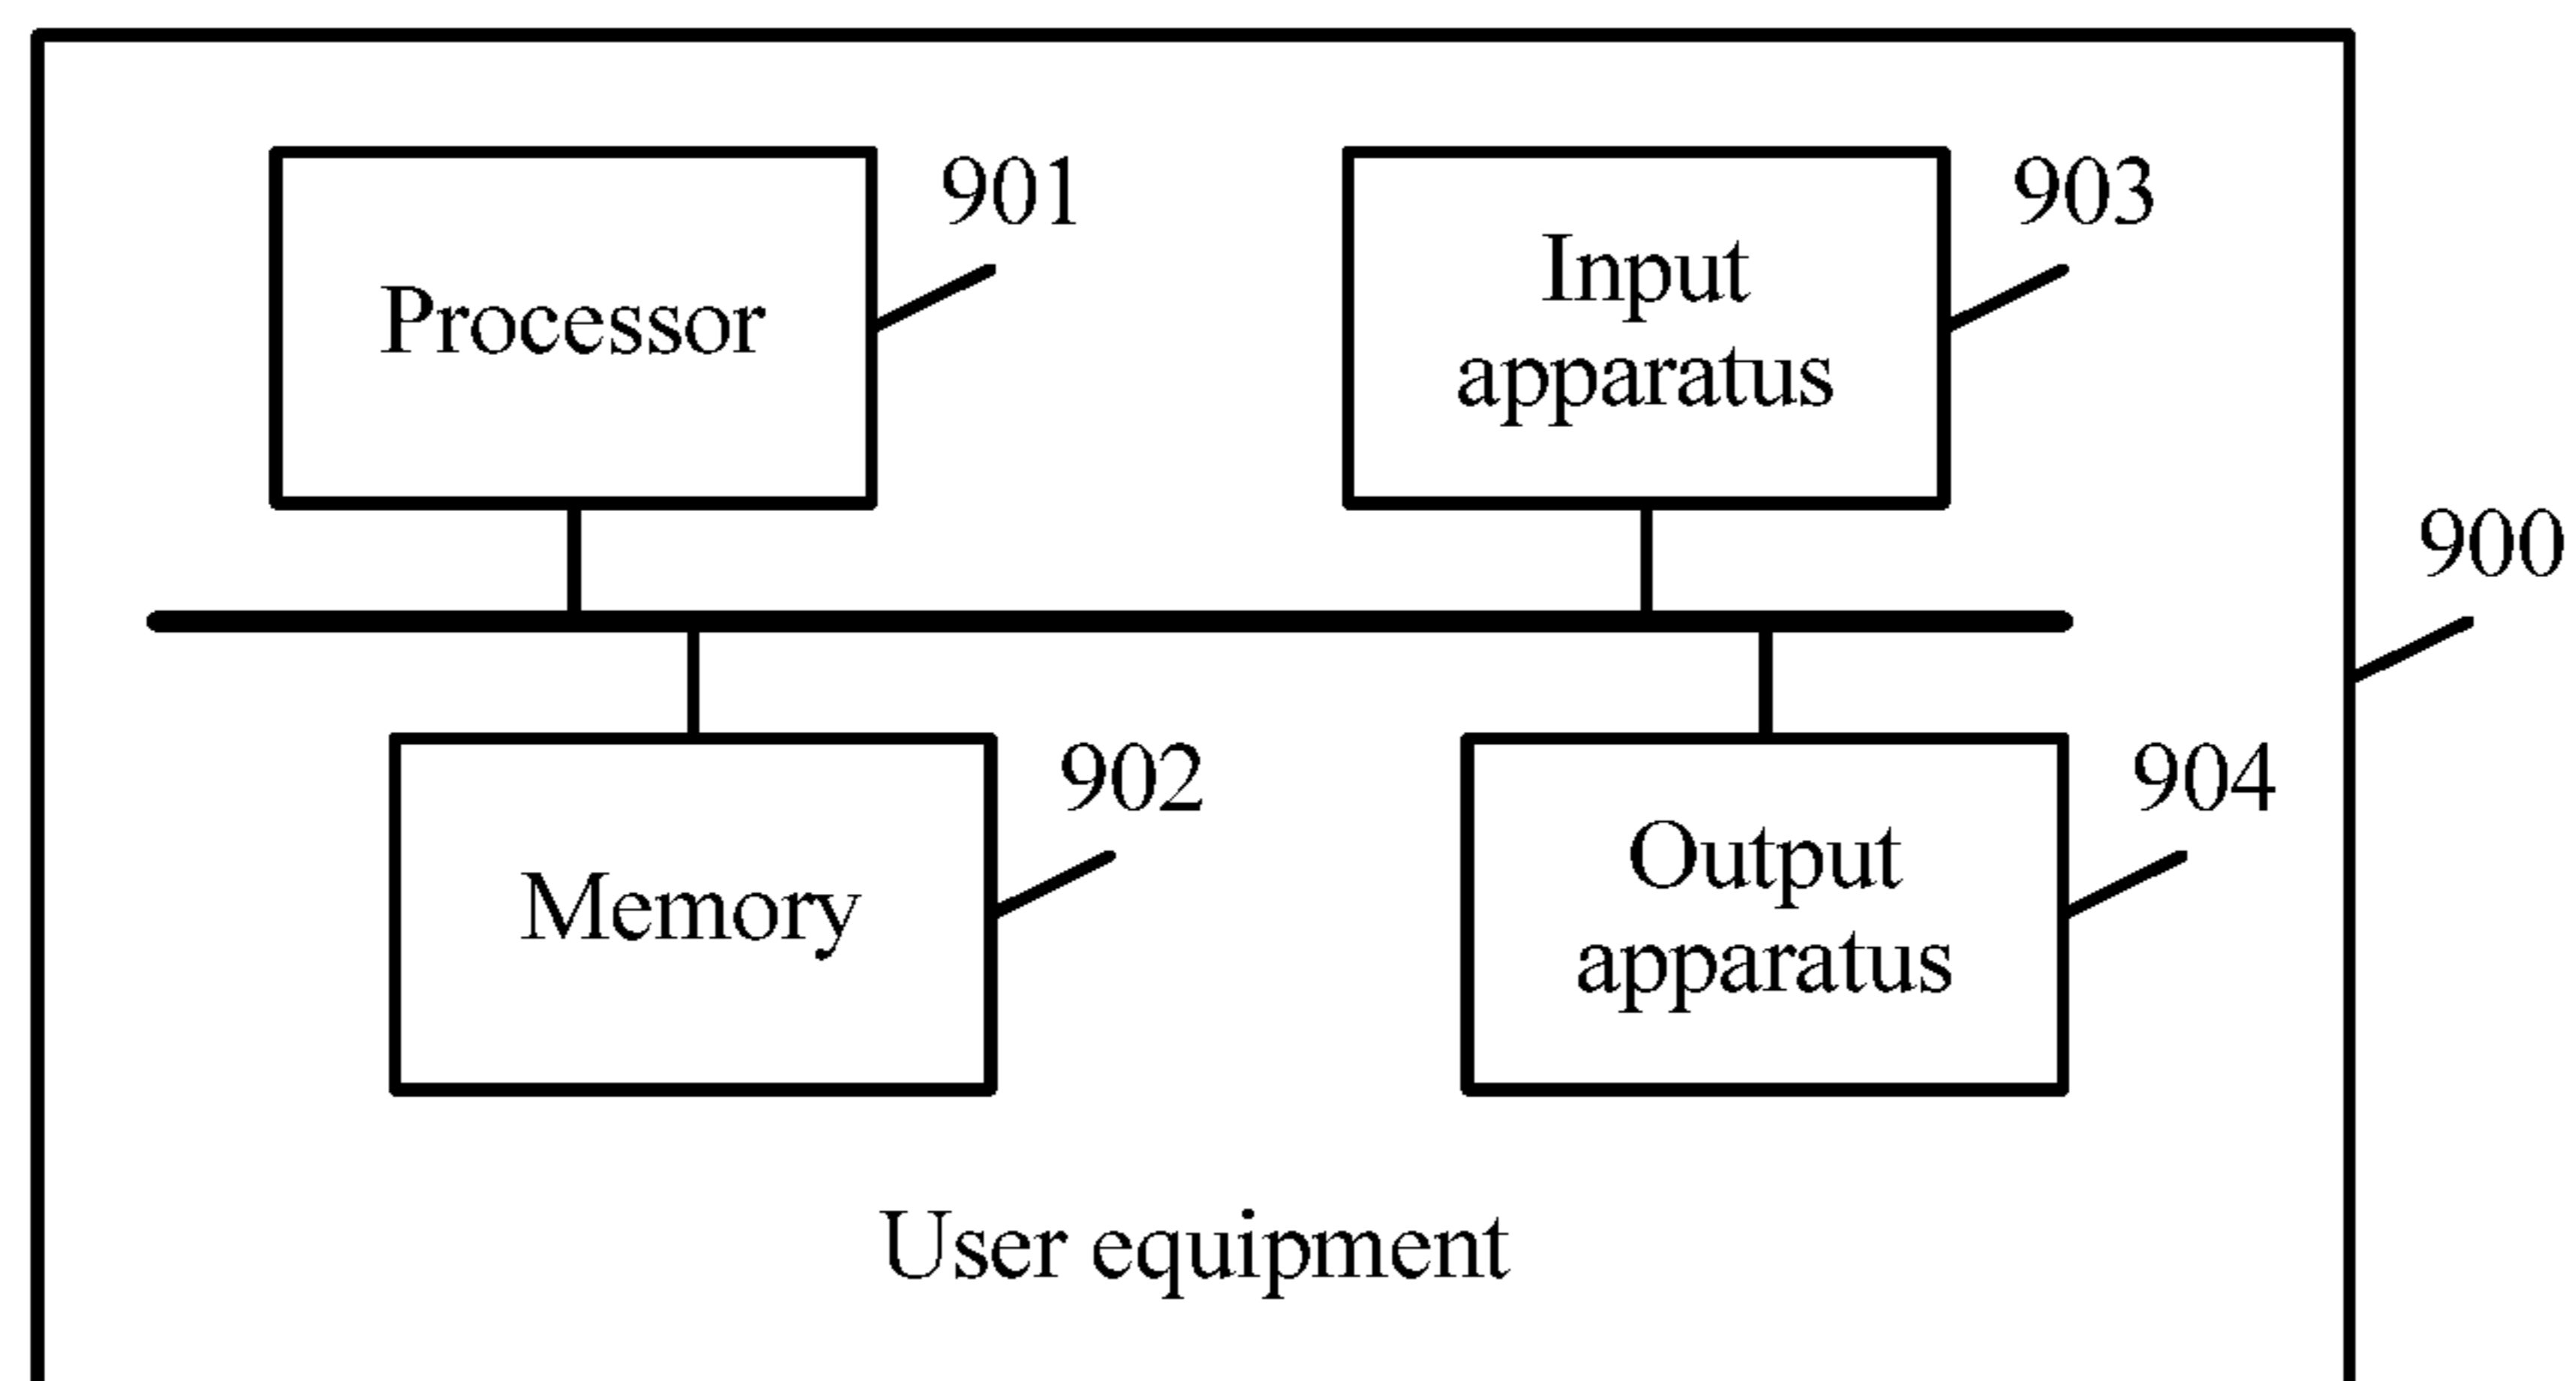 Processor
901
Input
apparatus
903
900
Memory
902
Output
apparatus
904
User equipment